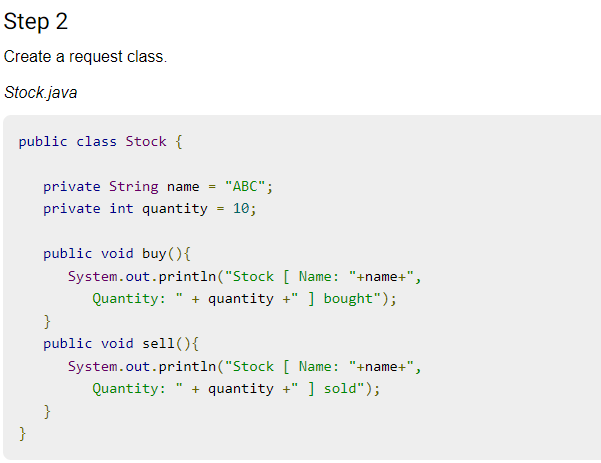 Step 2
Create a request class.
Stock.java
public class Stock {
private String name = "ABC";
private int quantity = 10;
public void buy(){
System.out.println("Stock [ Name: "+name+",
Quantity: " + quantity +" ] bought");
}
public void sell(){
System.out.println("Stock [ Name: "+name+",
Quantity: " + quantity +" ] sold");
}
}